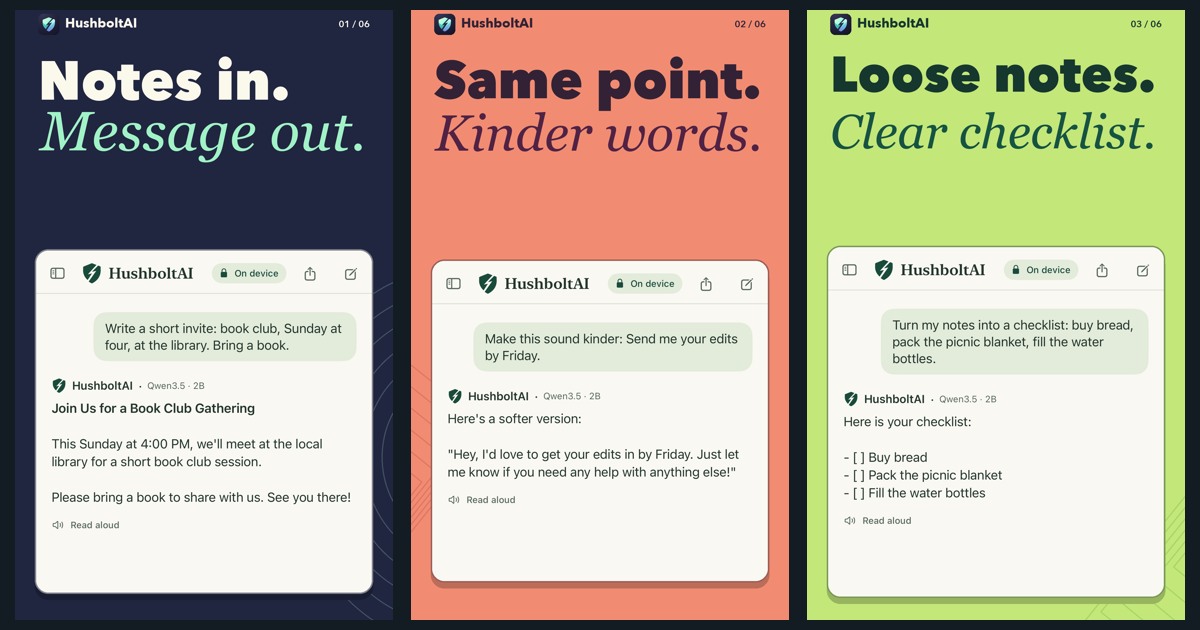 HushboltAI
01 / 06
Notes in.
Message out.
HushboltAI
On device
Write a short invite: book club, Sunday at
four, at the library. Bring a book.
HushboltAI · Qwen3.5 · 2B
Join Us for a Book Club Gathering
This Sunday at 4:00 PM, we'll meet at the local
library for a short book club session.
Please bring a book to share with us. See you there!
Read aloud
HushboltAI
02 / 06
Same point.
Kinder words.
HushboltAI
On device
Make this sound kinder: Send me your edits
by Friday.
HushboltAI · Qwen3.5 · 2B
Here's a softer version:
"Hey, I'd love to get your edits in by Friday. Just let
me know if you need any help with anything else!"
Read aloud
HushboltAI
03 / 06
Loose notes.
Clear checklist.
HushboltAI
On device
Turn my notes into a checklist: buy bread,
pack the picnic blanket, fill the water
bottles.
HushboltAI · Qwen3.5 · 2B
Here is your checklist:
- [ ] Buy bread
- [ ] Pack the picnic blanket
- [ ] Fill the water bottles
Read aloud